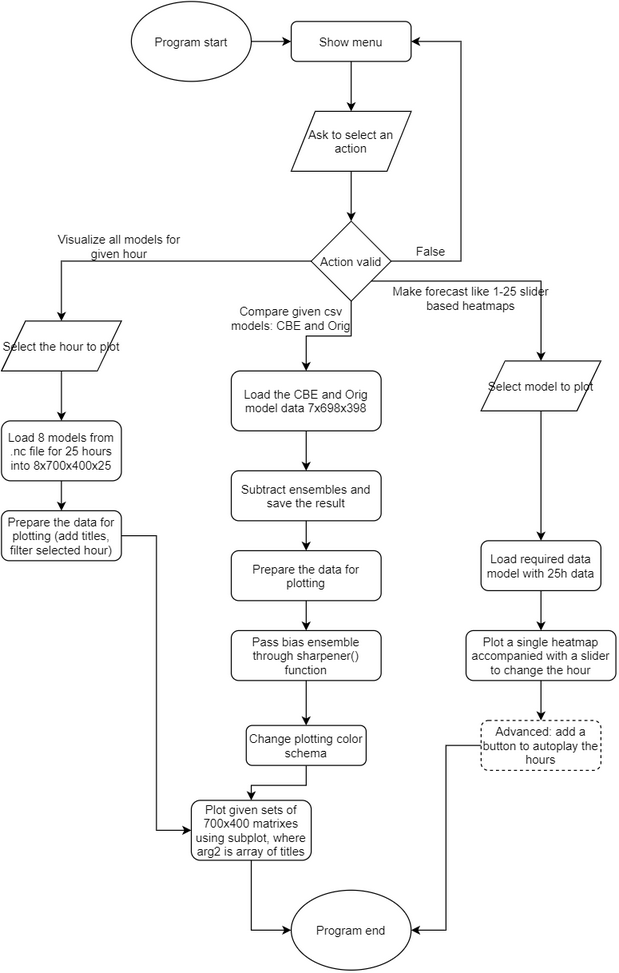 Program start
Show menu
Ask to select an
action
Action valid
False
Visualize all models for
given hour
Compare given csv
models: CBE and Orig
Make forecast like 1-25 slider
based heatmaps
Select the hour to plot
Load 8 models from
.nc file for 25 hours
into 8x700x400x25
Prepare the data for
plotting (add titles,
filter selected hour)
Load the CBE and Orig
model data 7x698x398
Subtract ensembles and
save the result
Prepare the data for
plotting
Pass bias ensemble
through sharpener()
function
Change plotting color
schema
Plot given sets of
700x400 matrixes
using subplot, where
arg2 is array of titles
Select model to plot
Load required data
model with 25h data
Plot a single heatmap
accompanied with a slider
to change the hour
Advanced: add a
button to autoplay the
hours
Program end